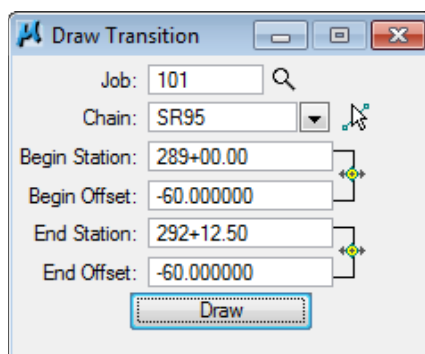 Draw Transition
Job: 101
Chain: SR95
Begin Station: 289+00.00
Begin Offset: -60.000000
End Station: 292+12.50
End Offset: -60.000000
Draw